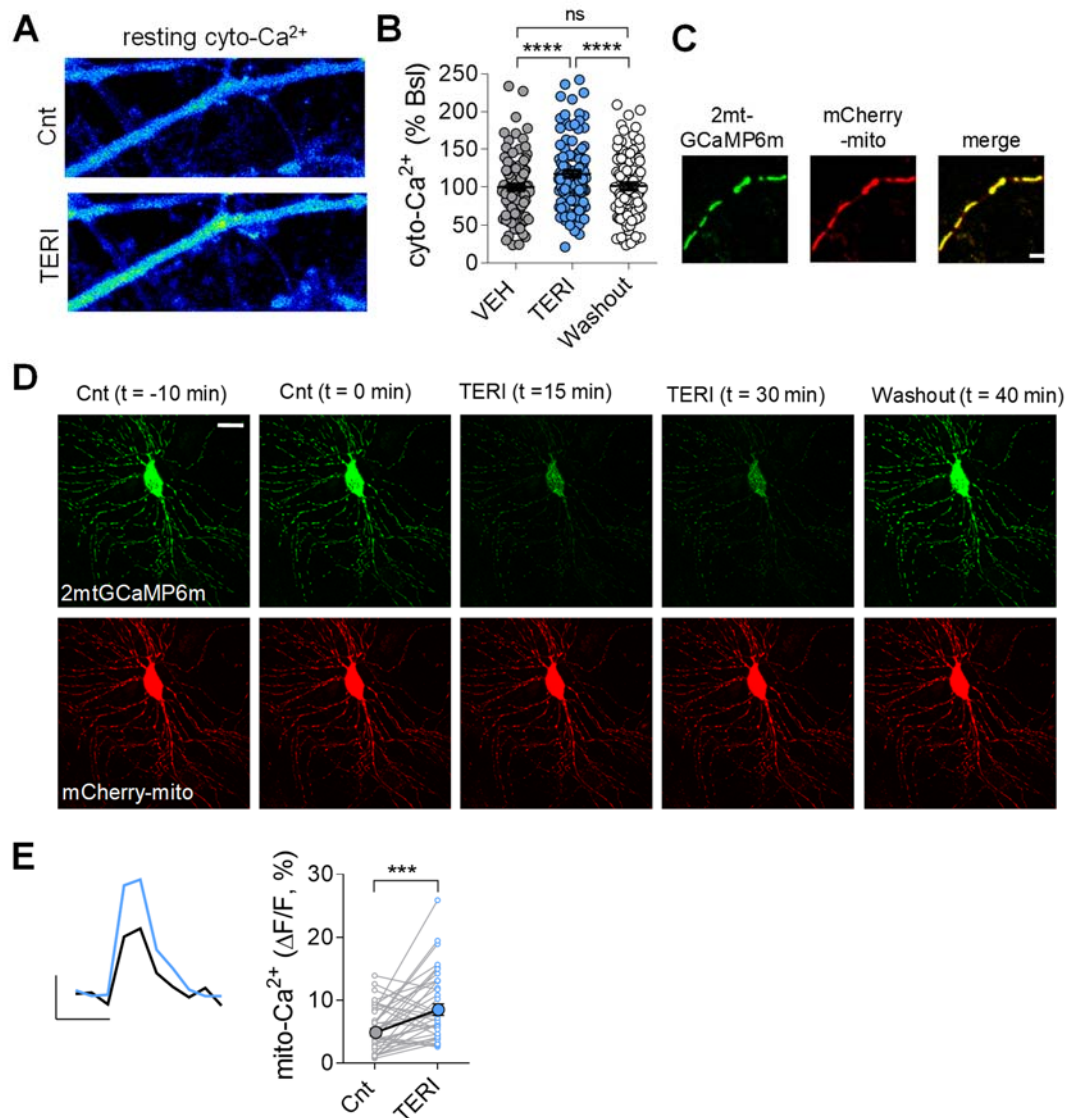 A
resting cyto-Ca²⁺
Cnt
TERI
B
ns
**** ****
cyto-Ca²⁺ (% Bsl)
250
200
150
100
50
0
VEH
TERI
Washout
C
2mt-
GCaMP6m
mCherry
-mito
merge
D
Cnt (t = -10 min)
Cnt (t = 0 min)
TERI (t =15 min)
TERI (t = 30 min)
Washout (t = 40 min)
2mtGCaMP6m
mCherry-mito
E
***
mito-Ca²⁺ (ΔF/F, %)
30
20
10
0
Cnt
TERI